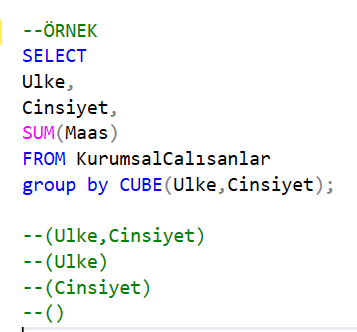 --ÖRNEK
SELECT
Ulke,
Cinsiyet,
SUM(Maas)
FROM KurumsalCalısanlar
group by CUBE(Ulke,Cinsiyet);
--(Ulke,Cinsiyet)
--(Ulke)
--(Cinsiyet)
--()